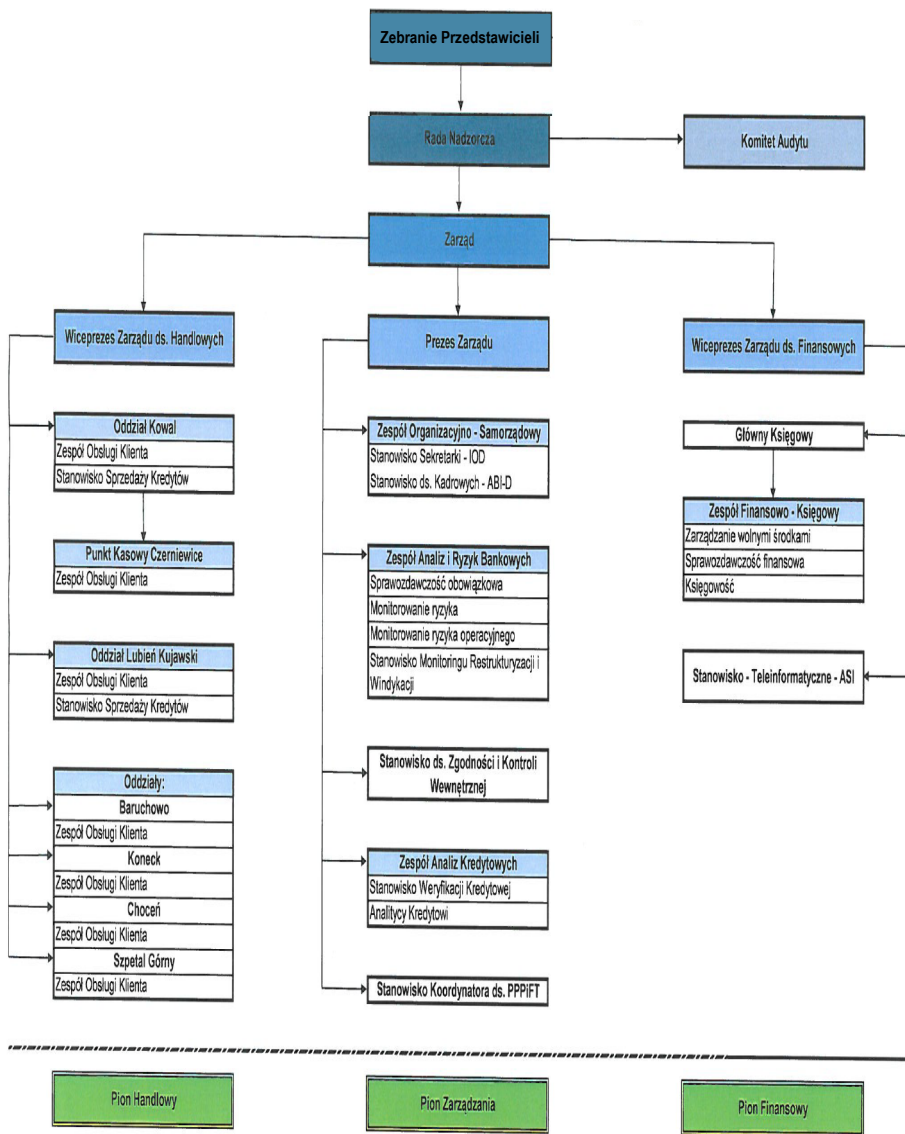 Zebranie Przedstawicieli
Rada Nadzorcza
Komitet Audytu
Zarząd
Wiceprezes Zarządu ds. Handlowych
Prezes Zarządu
Wiceprezes Zarządu ds. Finansowych
Oddział Kowal
Zespół Obsługi Klienta
Stanowisko Sprzedaży Kredytów
Punkt Kasowy Czerniewice
Zespół Obsługi Klienta
Oddział Lubień Kujawski
Zespół Obsługi Klienta
Stanowisko Sprzedaży Kredytów
Oddziały:
Baruchowo
Zespół Obsługi Klienta
Koneck
Zespół Obsługi Klienta
Choceń
Zespół Obsługi Klienta
Szpetal Górny
Zespół Obsługi Klienta
Zespół Organizacyjno - Samorządowy
Stanowisko Sekretarki - IOD
Stanowisko ds. Kadrowych - ABI-D
Zespół Analiz i Ryzyk Bankowych
Sprawozdawczość obowiązkowa
Monitorowanie ryzyka
Monitorowanie ryzyka operacyjnego
Stanowisko Monitoringu Restrukturyzacji i
Windykacji
Stanowisko ds. Zgodności i Kontroli
Wewnętrznej
Zespół Analiz Kredytowych
Stanowisko Weryfikacji Kredytowej
Analitycy Kredytowi
Stanowisko Koordynatora ds. PPPiFT
Główny Księgowy
Zespół Finansowo - Księgowy
Zarządzanie wolnymi środkami
Sprawozdawczość finansowa
Księgowość
Stanowisko - Teleinformatyczne - ASI
Pion Handlowy
Pion Zarządzania
Pion Finansowy